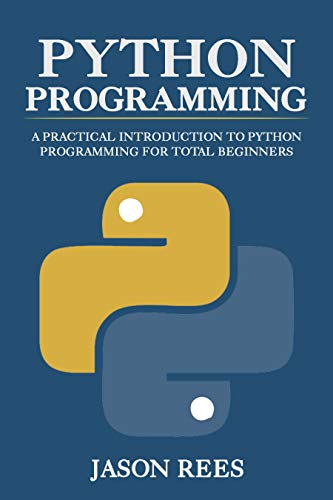 PYTHON
PROGRAMMING
A PRACTICAL INTRODUCTION TO PYTHON
PROGRAMMING FOR TOTAL BEGINNERS
JASON REES